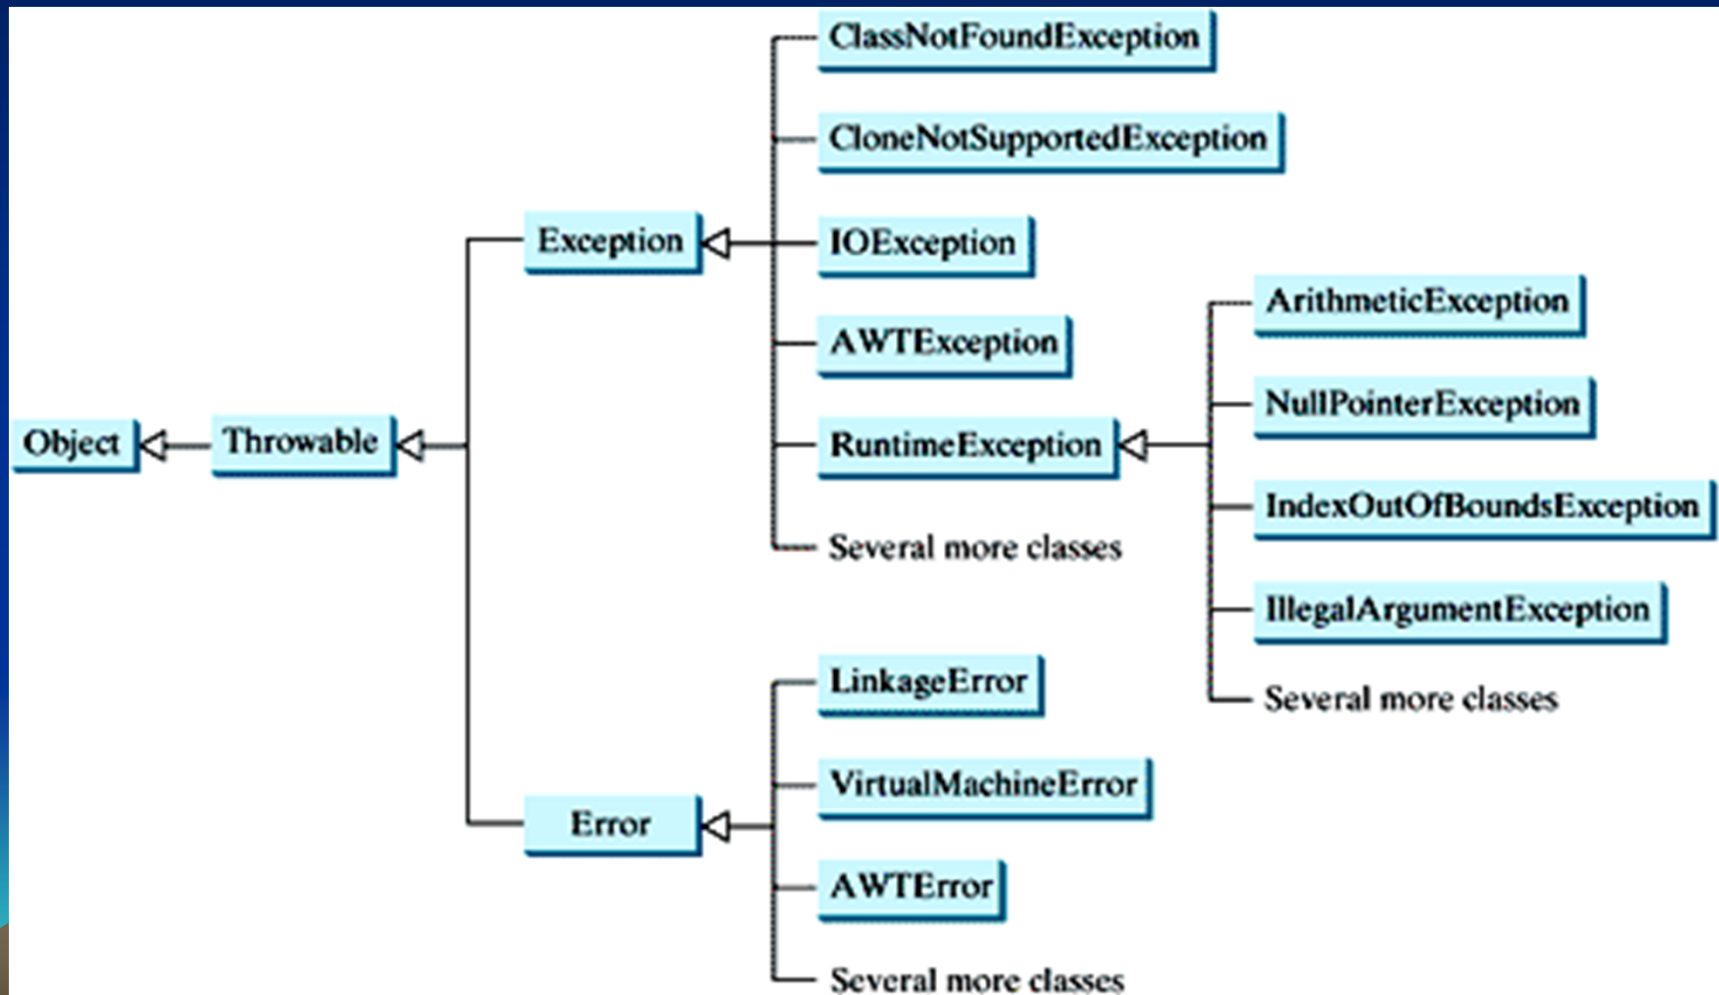 ClassNotFoundException
CloneNotSupportedException
Exception
IOException
ArithmeticException
AWTException
NullPointerException
Object
Throwable
RuntimeException
IndexOutOfBoundsException
Several more classes
IllegalArgumentException
LinkageError
Several more classes
VirtualMachineError
Error
AWTError
Several more classes